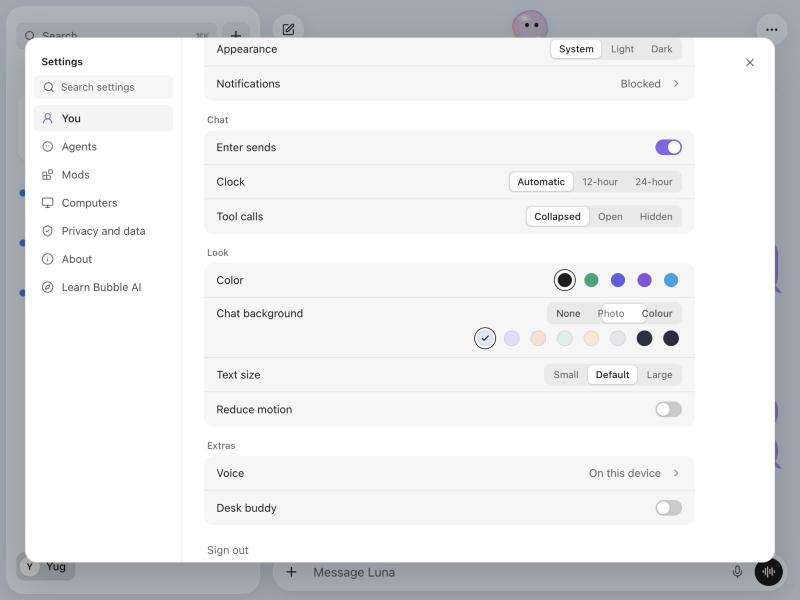 Search ⌘K
Settings
Search settings
You
Agents
Mods
Computers
Privacy and data
About
Learn Bubble AI
Appearance System Light Dark
Notifications Blocked
Chat
Enter sends
Clock Automatic 12-hour 24-hour
Tool calls Collapsed Open Hidden
Look
Color
Chat background None Photo Colour
Text size Small Default Large
Reduce motion
Extras
Voice On this device
Desk buddy
Sign out
Y Yug
Message Luna